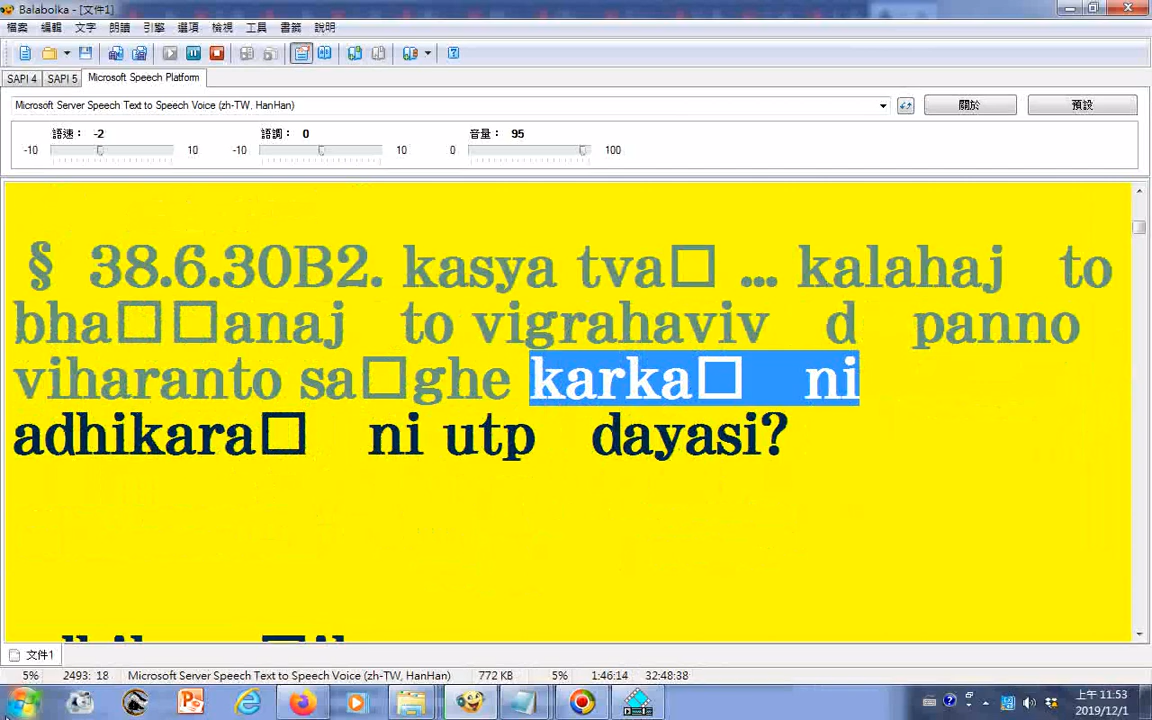 Balabolka - [文件1]
檔案 編輯 文字 朗讀 引擎 選項 檢視 工具 書籤 說明
SAPI 4 SAPI 5 Microsoft Speech Platform
Microsoft Server Speech Text to Speech Voice (zh-TW, HanHan) 關於 預設
語速： -2 語調： 0 音量： 95
-10 10 -10 10 0 100
§ 38.6.30B2. kasya tva□ ... kalahaj to
bha□□anaj to vigrahaviv d panno
viharanto sa□ghe karka□ ni
adhikara□ ni utp dayasi?
文件1
5% 2493: 18 Microsoft Server Speech Text to Speech Voice (zh-TW, HanHan) 772 KB 5% 1:46:14 32:48:38
上午 11:53
2019/12/1